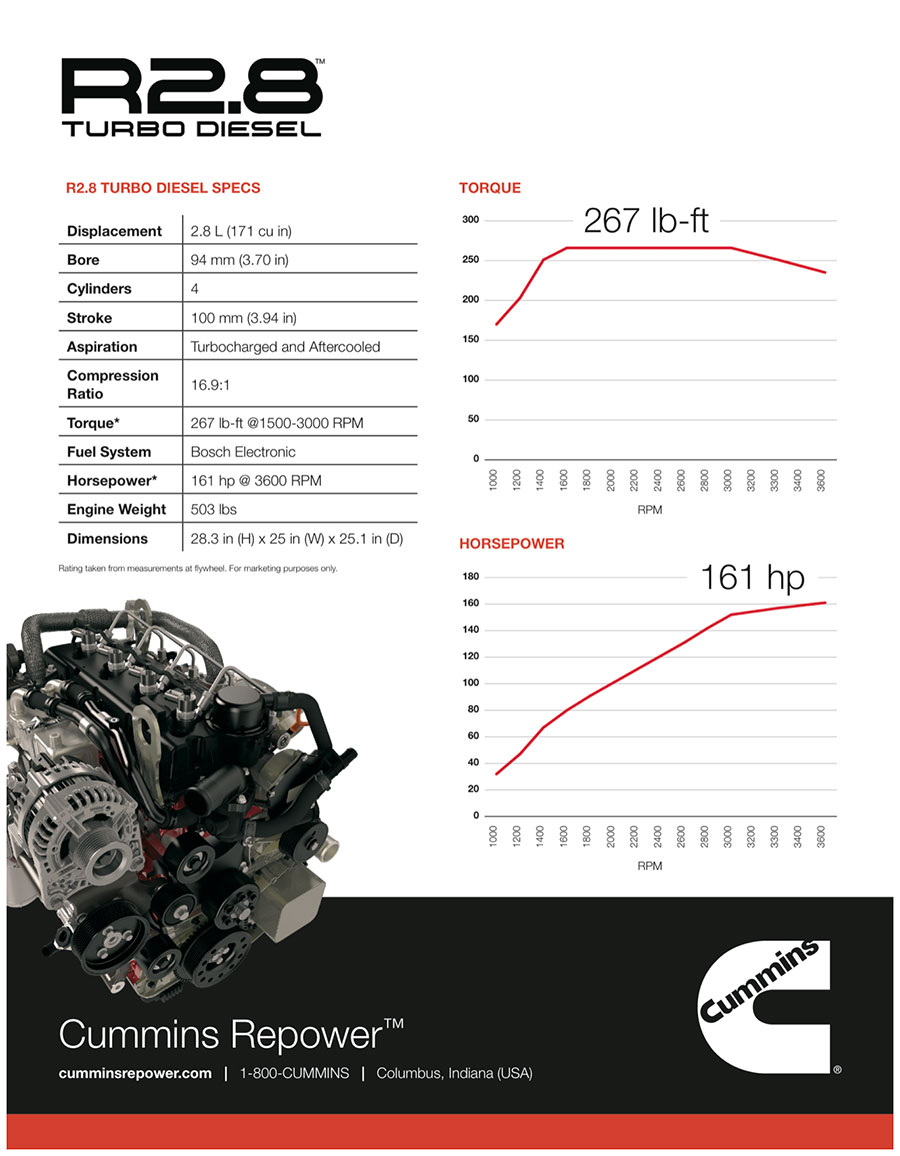 R2.8™
TURBO DIESEL
R2.8 TURBO DIESEL SPECS
Displacement 2.8 L (171 cu in)
Bore 94 mm (3.70 in)
Cylinders 4
Stroke 100 mm (3.94 in)
Aspiration Turbocharged and Aftercooled
Compression
Ratio 16.9:1
Torque* 267 lb-ft @1500-3000 RPM
Fuel System Bosch Electronic
Horsepower* 161 hp @ 3600 RPM
Engine Weight 503 lbs
Dimensions 28.3 in (H) x 25 in (W) x 25.1 in (D)
Rating taken from measurements at flywheel. For marketing purposes only.
TORQUE
267 lb-ft
300
250
200
150
100
50
0
1000 1200 1400 1600 1800 2000 2200 2400 2600 2800 3000 3200 3300 3400 3600
RPM
HORSEPOWER
161 hp
180
160
140
120
100
80
60
40
20
0
1000 1200 1400 1600 1800 2000 2200 2400 2600 2800 3000 3200 3300 3400 3600
RPM
Cummins Repower™
cumminsrepower.com | 1-800-CUMMINS | Columbus, Indiana (USA)
Cummins
®